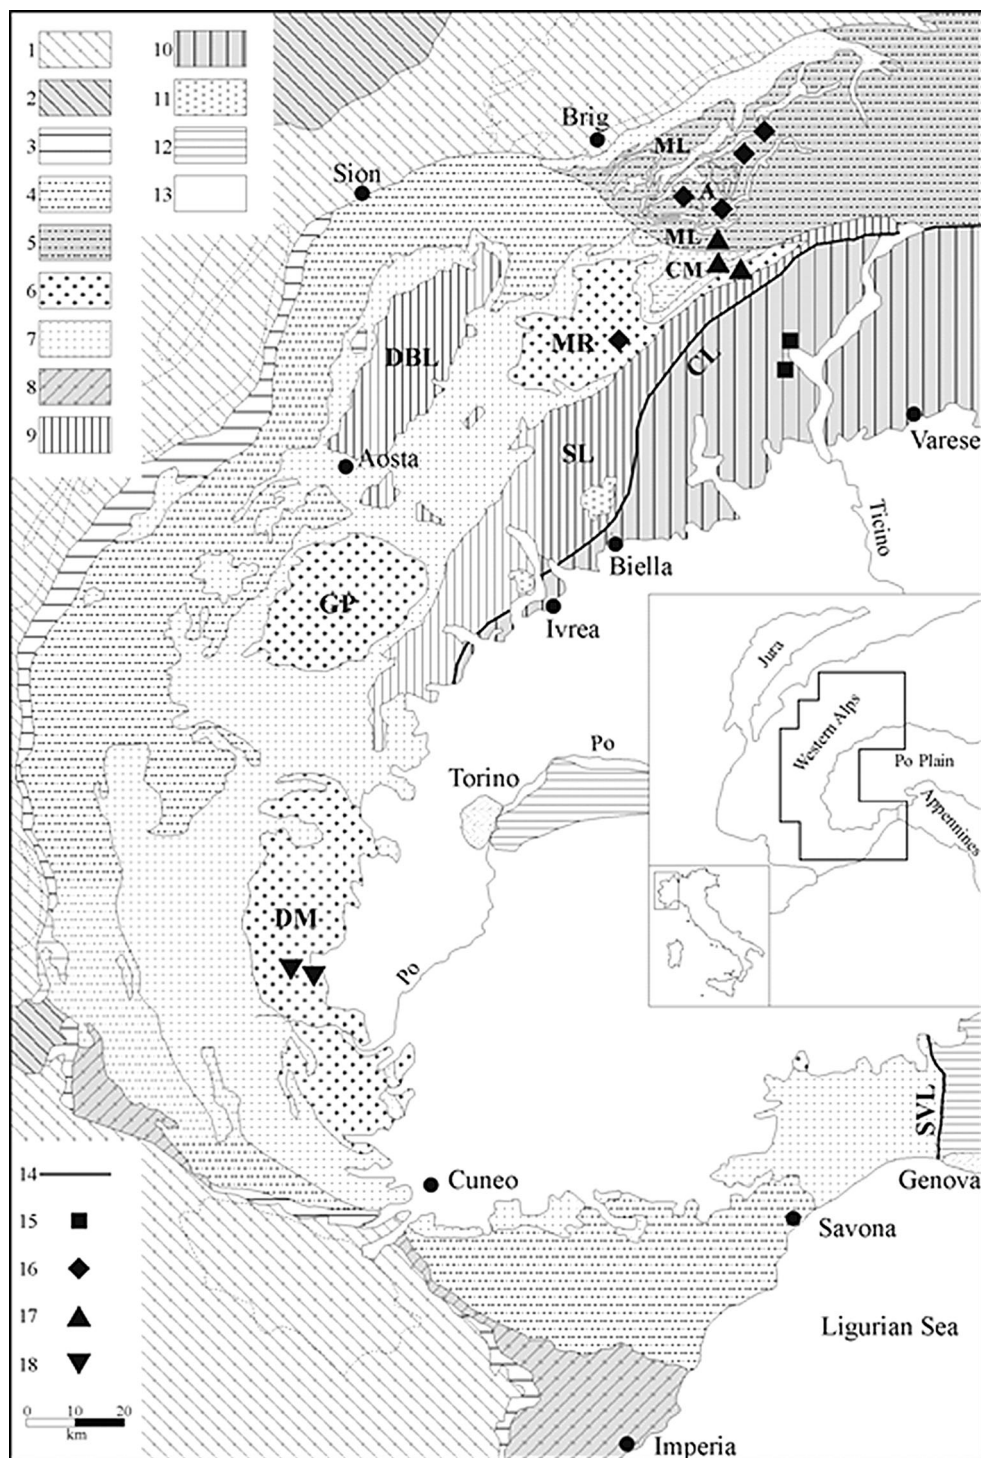 1
2
3
4
5
6
7
8
9
10
11
12
13
Brig
Sion
ML
A
ML
CM
MR
DBL
CL
SL
Aosta
Varese
Ticino
Biella
Ivrea
GP
Po
Torino
DM
Po
Jura
Western Alps
Po Plain
Appennines
SVL
Genova
Cuneo
Savona
Ligurian Sea
Imperia
14
15
16
17
18
0 10 20
km